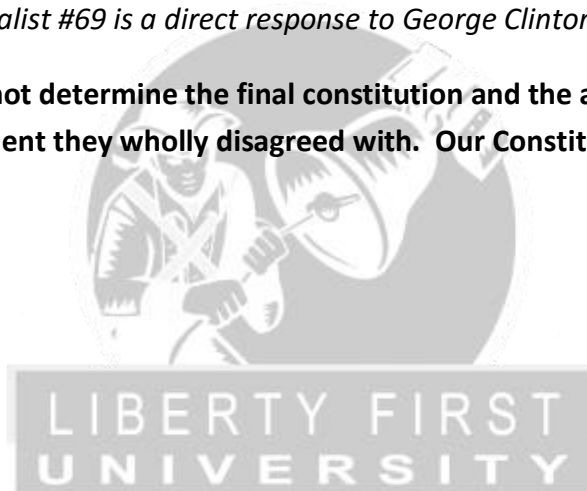 alist #69 is a direct response to George Clinton
not determine the final constitution and the a
ent they wholly disagreed with.  Our Constit
LIBERTY FIRST
UNIVERSITY